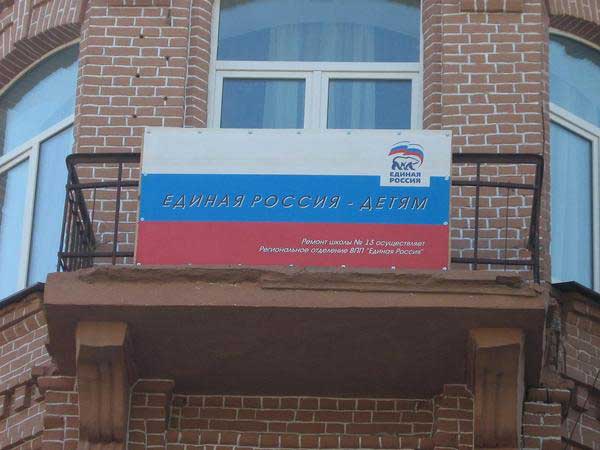 ЕДИНАЯ
РОССИЯ
ЕДИНАЯ РОССИЯ - ДЕТЯМ
Ремонт школы № 13 осуществляет
Региональное отделение ВПП "Единая Россия"